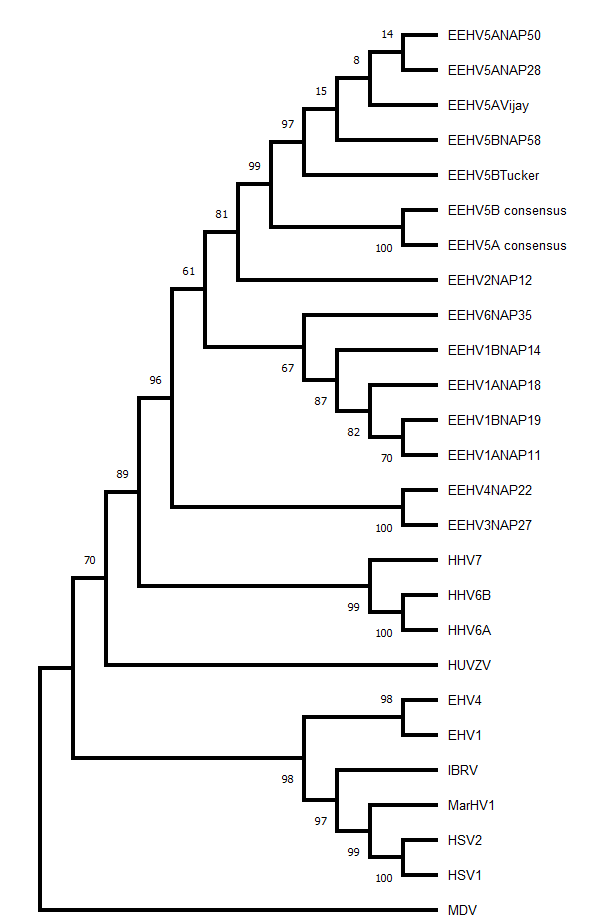 14
EEHV5ANAP50
8
EEHV5ANAP28
15
EEHV5AVijay
97
EEHV5BNAP58
99
EEHV5BTucker
81
EEHV5B consensus
100
EEHV5A consensus
61
EEHV2NAP12
EEHV6NAP35
67
EEHV1BNAP14
96
EEHV1ANAP18
87
EEHV1BNAP19
82
70
EEHV1ANAP11
89
EEHV4NAP22
100
EEHV3NAP27
70
HHV7
HHV6B
99
100
HHV6A
HUVZV
98
EHV4
EHV1
98
IBRV
97
MarHV1
99
HSV2
100
HSV1
MDV